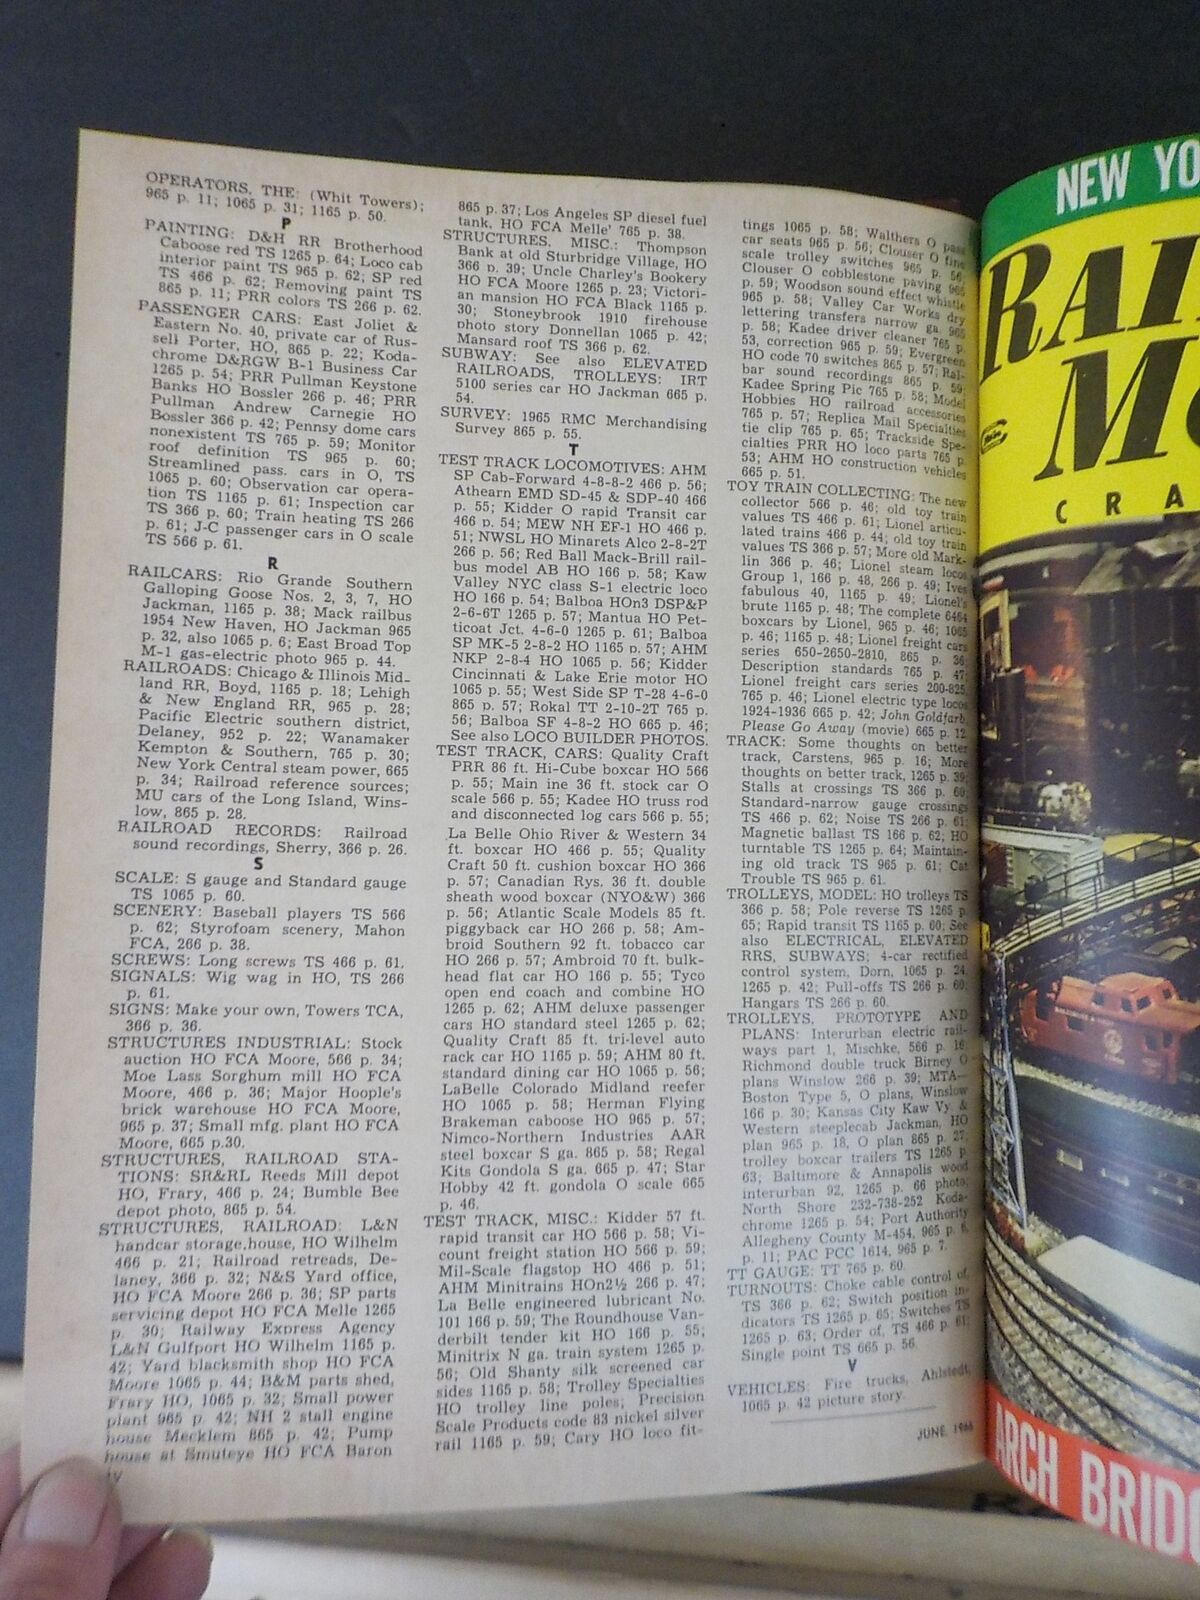 OPERATORS, THE: (Whit Towers);
965 p. 11; 1065 p. 31; 1165 p. 50.
P
PAINTING: D&H RR Brotherhood
Caboose red TS 1265 p. 64; Loco cab
interior paint TS 965 p. 62; SP red
TS 466 p. 62; Removing paint TS
865 p. 11; PRR colors TS 266 p. 62.
PASSENGER CARS: East Joliet &
Eastern No. 40, private car of Rus-
sell Porter, HO, 865 p. 22; Koda-
chrome D&RGW B-1 Business Car
1265 p. 54; PRR Pullman Keystone
Banks HO Bossler 266 p. 46; PRR
Pullman Andrew Carnegie HO
Bossler 366 p. 42; Pennsy dome cars
nonexistent TS 765 p. 59; Monitor
roof definition TS 965 p. 60;
Streamlined pass. cars in O, TS
1065 p. 60; Observation car opera-
tion TS 1165 p. 61; Inspection car
TS 366 p. 60; Train heating TS 266
p. 61; J-C passenger cars in O scale
TS 566 p. 61.
R
RAILCARS: Rio Grande Southern
Galloping Goose Nos. 2, 3, 7, HO
Jackman, 1165 p. 38; Mack railbus
1954 New Haven, HO Jackman 965
p. 32, also 1065 p. 6; East Broad Top
M-1 gas-electric photo 965 p. 44.
RAILROADS: Chicago & Illinois Mid-
land RR, Boyd, 1165 p. 18; Lehigh
& New England RR, 965 p. 28;
Pacific Electric southern district,
Delaney, 952 p. 22; Wanamaker
Kempton & Southern, 765 p. 30;
New York Central steam power, 665
p. 34; Railroad reference sources;
MU cars of the Long Island, Wins-
low, 865 p. 28.
RAILROAD RECORDS: Railroad
sound recordings, Sherry, 366 p. 26.
S
SCALE: S gauge and Standard gauge
TS 1065 p. 60.
SCENERY: Baseball players TS 566
p. 62; Styrofoam scenery, Mahon
FCA, 266 p. 38.
SCREWS: Long screws TS 466 p. 61.
SIGNALS: Wig wag in HO, TS 266
p. 61.
SIGNS: Make your own, Towers TCA,
366 p. 36.
STRUCTURES INDUSTRIAL: Stock
auction HO FCA Moore, 566 p. 34;
Moe Lass Sorghum mill HO FCA
Moore, 466 p. 36; Major Hoople's
brick warehouse HO FCA Moore,
965 p. 37; Small mfg. plant HO FCA
Moore, 665 p.30.
STRUCTURES, RAILROAD STA-
TIONS: SR&RL Reeds Mill depot
HO, Frary, 466 p. 24; Bumble Bee
depot photo, 865 p. 54.
STRUCTURES, RAILROAD: L&N
handcar storage.house, HO Wilhelm
466 p. 21; Railroad retreads, De-
laney, 366 p. 32; N&S Yard office,
HO FCA Moore 266 p. 36; SP parts
servicing depot HO FCA Melle 1265
p. 30; Railway Express Agency
L&N Gulfport HO Wilhelm 1165 p.
42; Yard blacksmith shop HO FCA
Moore 1065 p. 44; B&M parts shed,
Frary HO, 1065 p. 32; Small power
plant 965 p. 42; NH 2 stall engine
house Mecklem 865 p. 42; Pump
house at Smuteye HO FCA Baron
iv
865 p. 37; Los Angeles SP diesel fuel
tank, HO FCA Melle' 765 p. 38.
STRUCTURES, MISC.: Thompson
Bank at old Sturbridge Village, HO
366 p. 39; Uncle Charley's Bookery
HO FCA Moore 1265 p. 23; Victori-
an mansion HO FCA Black 1165 p.
30; Stoneybrook 1910 firehouse
photo story Donnellan 1065 p. 42;
Mansard roof TS 366 p. 62.
SUBWAY: See also ELEVATED
RAILROADS, TROLLEYS: IRT
5100 series car HO Jackman 665 p.
54.
SURVEY: 1965 RMC Merchandising
Survey 865 p. 55.
T
TEST TRACK LOCOMOTIVES: AHM
SP Cab-Forward 4-8-8-2 466 p. 56;
Athearn EMD SD-45 & SDP-40 466
p. 55; Kidder O rapid Transit car
466 p. 54; MEW NH EF-1 HO 466 p.
51; NWSL HO Minarets Alco 2-8-2T
266 p. 56; Red Ball Mack-Brill rail-
bus model AB HO 166 p. 58; Kaw
Valley NYC class S-1 electric loco
HO 166 p. 54; Balboa HOn3 DSP&P
2-6-6T 1265 p. 57; Mantua HO Pet-
ticoat Jct. 4-6-0 1265 p. 61; Balboa
SP MK-5 2-8-2 HO 1165 p. 57; AHM
NKP 2-8-4 HO 1065 p. 56; Kidder
Cincinnati & Lake Erie motor HO
1065 p. 55; West Side SP T-28 4-6-0
865 p. 57; Rokal TT 2-10-2T 765 p.
56; Balboa SF 4-8-2 HO 665 p. 46;
See also LOCO BUILDER PHOTOS.
TEST TRACK, CARS: Quality Craft
PRR 86 ft. Hi-Cube boxcar HO 566
p. 55; Main ine 36 ft. stock car O
scale 566 p. 55; Kadee HO truss rod
and disconnected log cars 566 p. 55;
La Belle Ohio River & Western 34
ft. boxcar HO 466 p. 55; Quality
Craft 50 ft. cushion boxcar HO 366
p. 57; Canadian Rys. 36 ft. double
sheath wood boxcar (NYO&W) 366
p. 56; Atlantic Scale Models 85 ft.
piggyback car HO 266 p. 58; Am-
broid Southern 92 ft. tobacco car
HO 266 p. 57; Ambroid 70 ft. bulk-
head flat car HO 166 p. 55; Tyco
open end coach and combine HO
1265 p. 62; AHM deluxe passenger
cars HO standard steel 1265 p. 62;
Quality Craft 85 ft. tri-level auto
rack car HO 1165 p. 59; AHM 80 ft.
standard dining car HO 1065 p. 56;
LaBelle Colorado Midland reefer
HO 1065 p. 58; Herman Flying
Brakeman caboose HO 965 p. 57;
Nimco-Northern Industries AAR
steel boxcar S ga. 865 p. 58; Regal
Kits Gondola S ga. 665 p. 47; Star
Hobby 42 ft. gondola O scale 665
p. 46.
TEST TRACK, MISC.: Kidder 57 ft.
rapid transit car HO 566 p. 58; Vi-
count freight station HO 566 p. 59;
Mil-Scale flagstop HO 466 p. 51;
AHM Minitrains HOn2½ 266 p. 47;
La Belle engineered lubricant No.
101 166 p. 59; The Roundhouse Van-
derbilt tender kit HO 166 p. 55;
Minitrix N ga. train system 1265 p.
56; Old Shanty silk screened car
sides 1165 p. 58; Trolley Specialties
HO trolley line poles; Precision
Scale Products code 83 nickel silver
rail 1165 p. 59; Cary HO loco fit-
tings 1065 p. 58; Walthers O pass
car seats 965 p. 56; Clouser O fine
scale trolley switches 965 p. 56;
Clouser O cobblestone paving 965
p. 59; Woodson sound effect whistle
965 p. 58; Valley Car Works dry
lettering transfers narrow ga. 965
p. 58; Kadee driver cleaner 765 p.
53, correction 965 p. 59; Evergreen
HO code 70 switches 865 p. 57; Ral-
bar sound recordings 865 p. 59;
Kadee Spring Pic 765 p. 58; Model
Hobbies HO railroad accessories
765 p. 57; Replica Mail Specialties
tie clip 765 p. 65; Trackside Spe-
cialties PRR HO loco parts 765 p.
53; AHM HO construction vehicles
665 p. 51.
TOY TRAIN COLLECTING: The new
collector 566 p. 46; old toy train
values TS 466 p. 61; Lionel articu-
lated trains 466 p. 44; old toy train
values TS 366 p. 57; More old Mark-
lin 366 p. 46; Lionel steam locos
Group 1, 166 p. 48, 266 p. 49; Ives
fabulous 40, 1165 p. 49; Lionel's
brute 1165 p. 48; The complete 6464
boxcars by Lionel, 965 p. 46; 1065
p. 46; 1165 p. 48; Lionel freight cars
series 650-2650-2810, 865 p. 36;
Description standards 765 p. 47;
Lionel freight cars series 200-825,
765 p. 46; Lionel electric type locos
1924-1936 665 p. 42; John Goldfarb,
Please Go Away (movie) 665 p. 12.
TRACK: Some thoughts on better
track, Carstens, 965 p. 16; More
thoughts on better track, 1265 p. 39;
Stalls at crossings TS 366 p. 60;
Standard-narrow gauge crossings
TS 466 p. 62; Noise TS 266 p. 61;
Magnetic ballast TS 166 p. 62; HO
turntable TS 1265 p. 64; Maintain-
ing old track TS 965 p. 61; Cat
Trouble TS 965 p. 61.
TROLLEYS, MODEL: HO trolleys TS
366 p. 58; Pole reverse TS 1265 p.
65; Rapid transit TS 1165 p. 60; See
also ELECTRICAL, ELEVATED
RRS, SUBWAYS; 4-car rectified
control system, Dorn, 1065 p. 24,
1265 p. 42; Pull-offs TS 266 p. 60;
Hangars TS 266 p. 60.
TROLLEYS, PROTOTYPE AND
PLANS: Interurban electric rail-
ways part 1, Mischke, 566 p. 16;
Richmond double truck Birney O
plans Winslow 266 p. 39; MTA—
Boston Type 5, O plans, Winslow
166 p. 30; Kansas City Kaw Vy. &
Western steeplecab Jackman, HO
plan 965 p. 18, O plan 865 p. 27,
trolley boxcar trailers TS 1265 p.
63; Baltimore & Annapolis wood
interurban 92, 1265 p. 66 photo;
North Shore 232-738-252 Koda-
chrome 1265 p. 54; Port Authority
Allegheny County M-454, 965 p. 6,
p. 11; PAC PCC 1614, 965 p. 7.
TT GAUGE: TT 765 p. 60.
TURNOUTS: Choke cable control of,
TS 366 p. 62; Switch position in-
dicators TS 1265 p. 65; Switches TS
1265 p. 63; Order of, TS 466 p. 61;
Single point TS 665 p. 56.
V
VEHICLES: Fire trucks, Ahlstedt,
1065 p. 42 picture story.
JUNE, 1966
NEW YO
RAI
MO
CRA
ARCH BRIDG